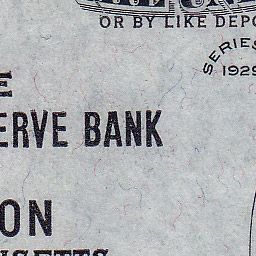 OR BY LIKE DEPO
SERIES
1929
E
ERVE BANK
ON